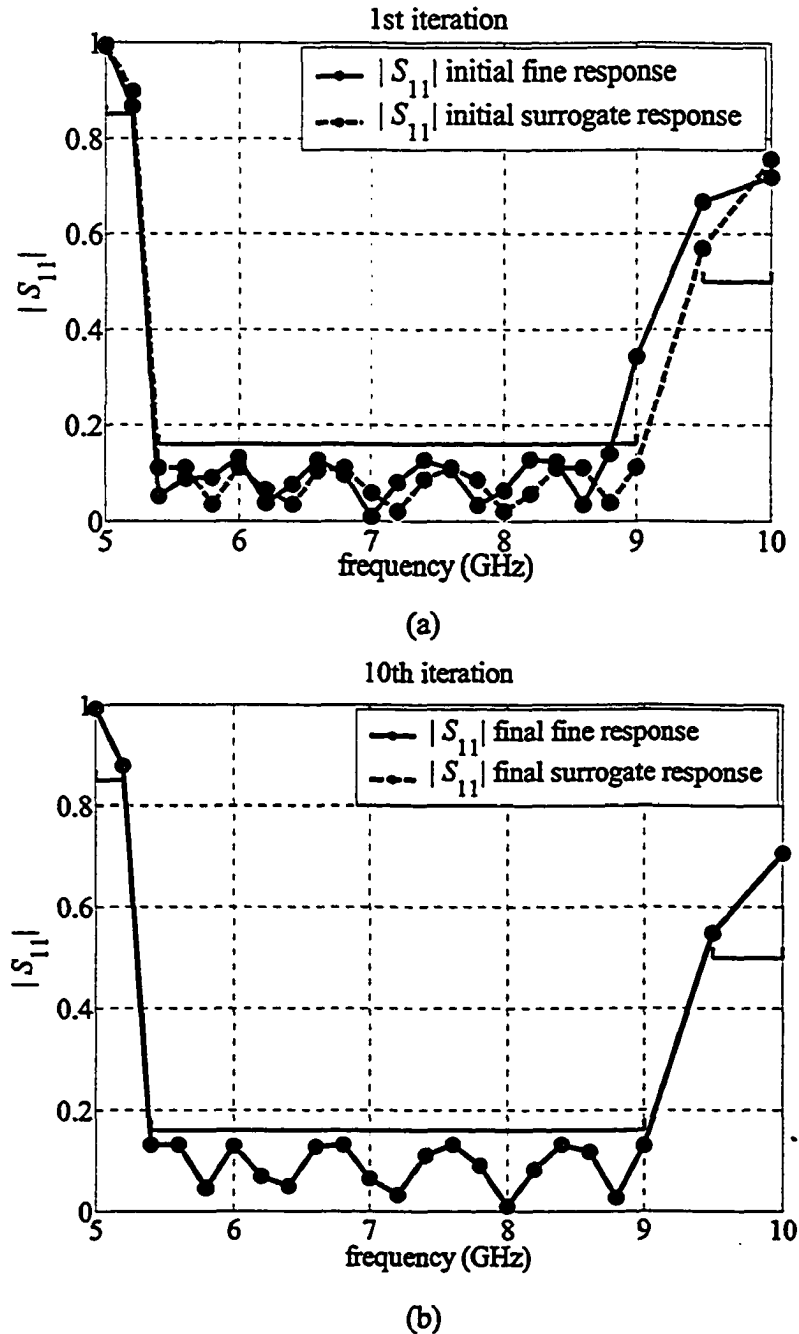 1st iteration
1
|S11| initial fine response
|S11| initial surrogate response
0.8
0.6
|S11|
0.4
0.2
0
5 6 7 8 9 10
frequency (GHz)
(a)
10th iteration
1
|S11| final fine response
|S11| final surrogate response
0.8
0.6
|S11|
0.4
0.2
0
5 6 7 8 9 10
frequency (GHz)
(b)